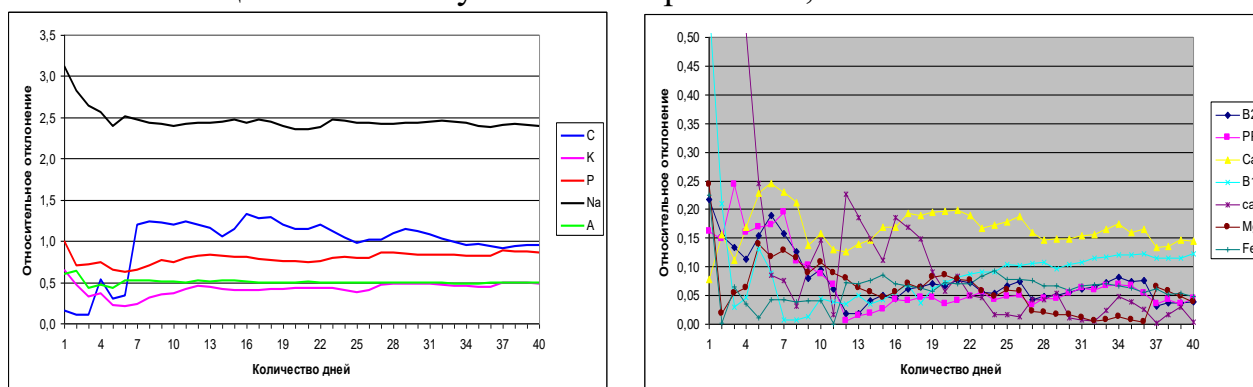 Относительное отклонение
3,5
3,0
2,5
2,0
1,5
1,0
0,5
0,0
1 4 7 10 13 16 19 22 25 28 31 34 37 40
Количество дней
C
K
P
Na
A
Относительное отклонение
0,50
0,45
0,40
0,35
0,30
0,25
0,20
0,15
0,10
0,05
0,00
1 4 7 10 13 16 19 22 25 28 31 34 37 40
Количество дней
B2
Ca
Fe